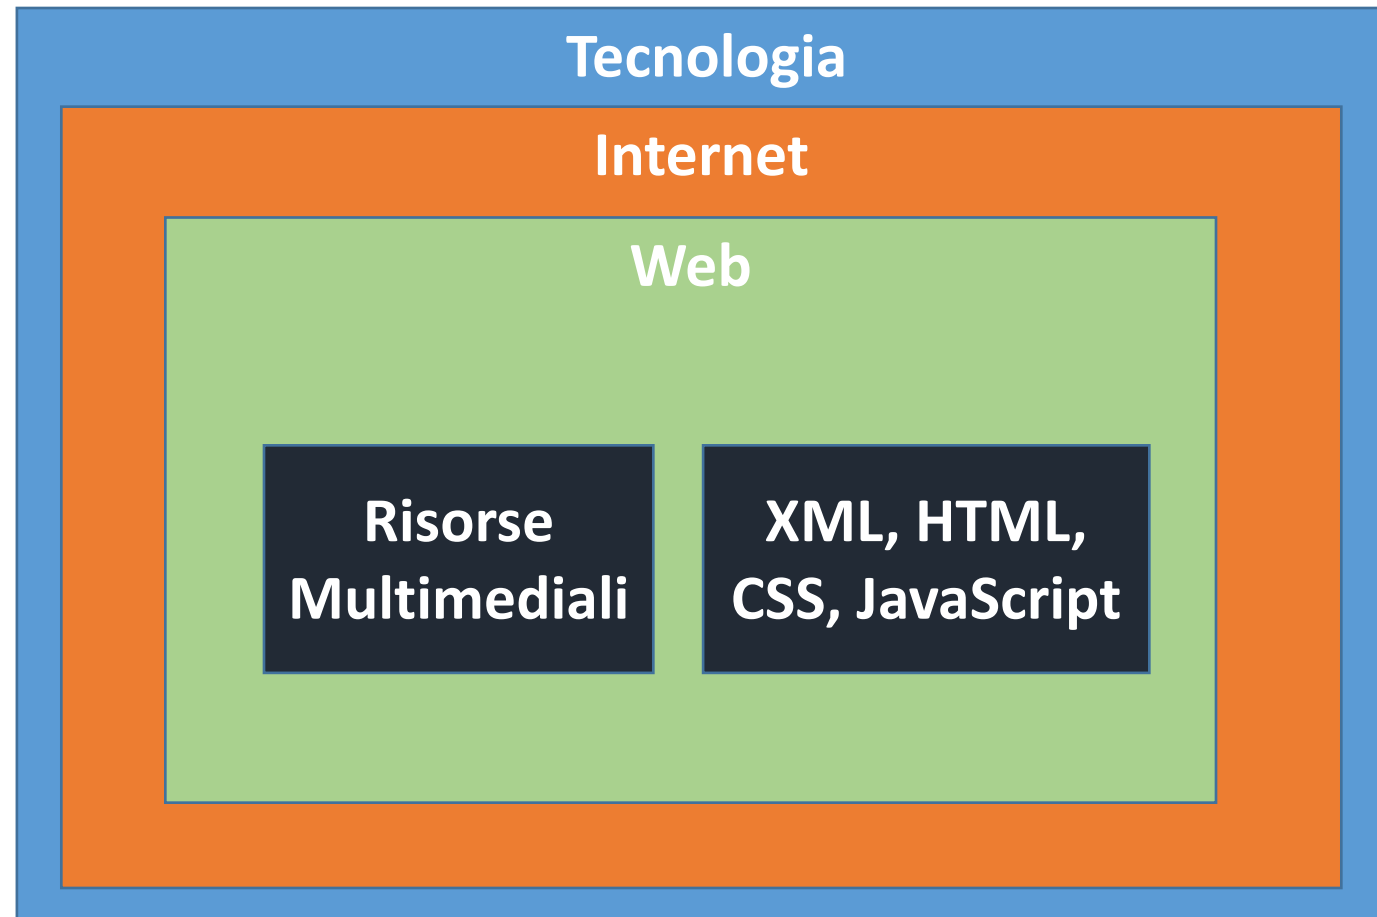 Tecnologia
Internet
Web
Risorse
Multimediali
XML, HTML,
CSS, JavaScript